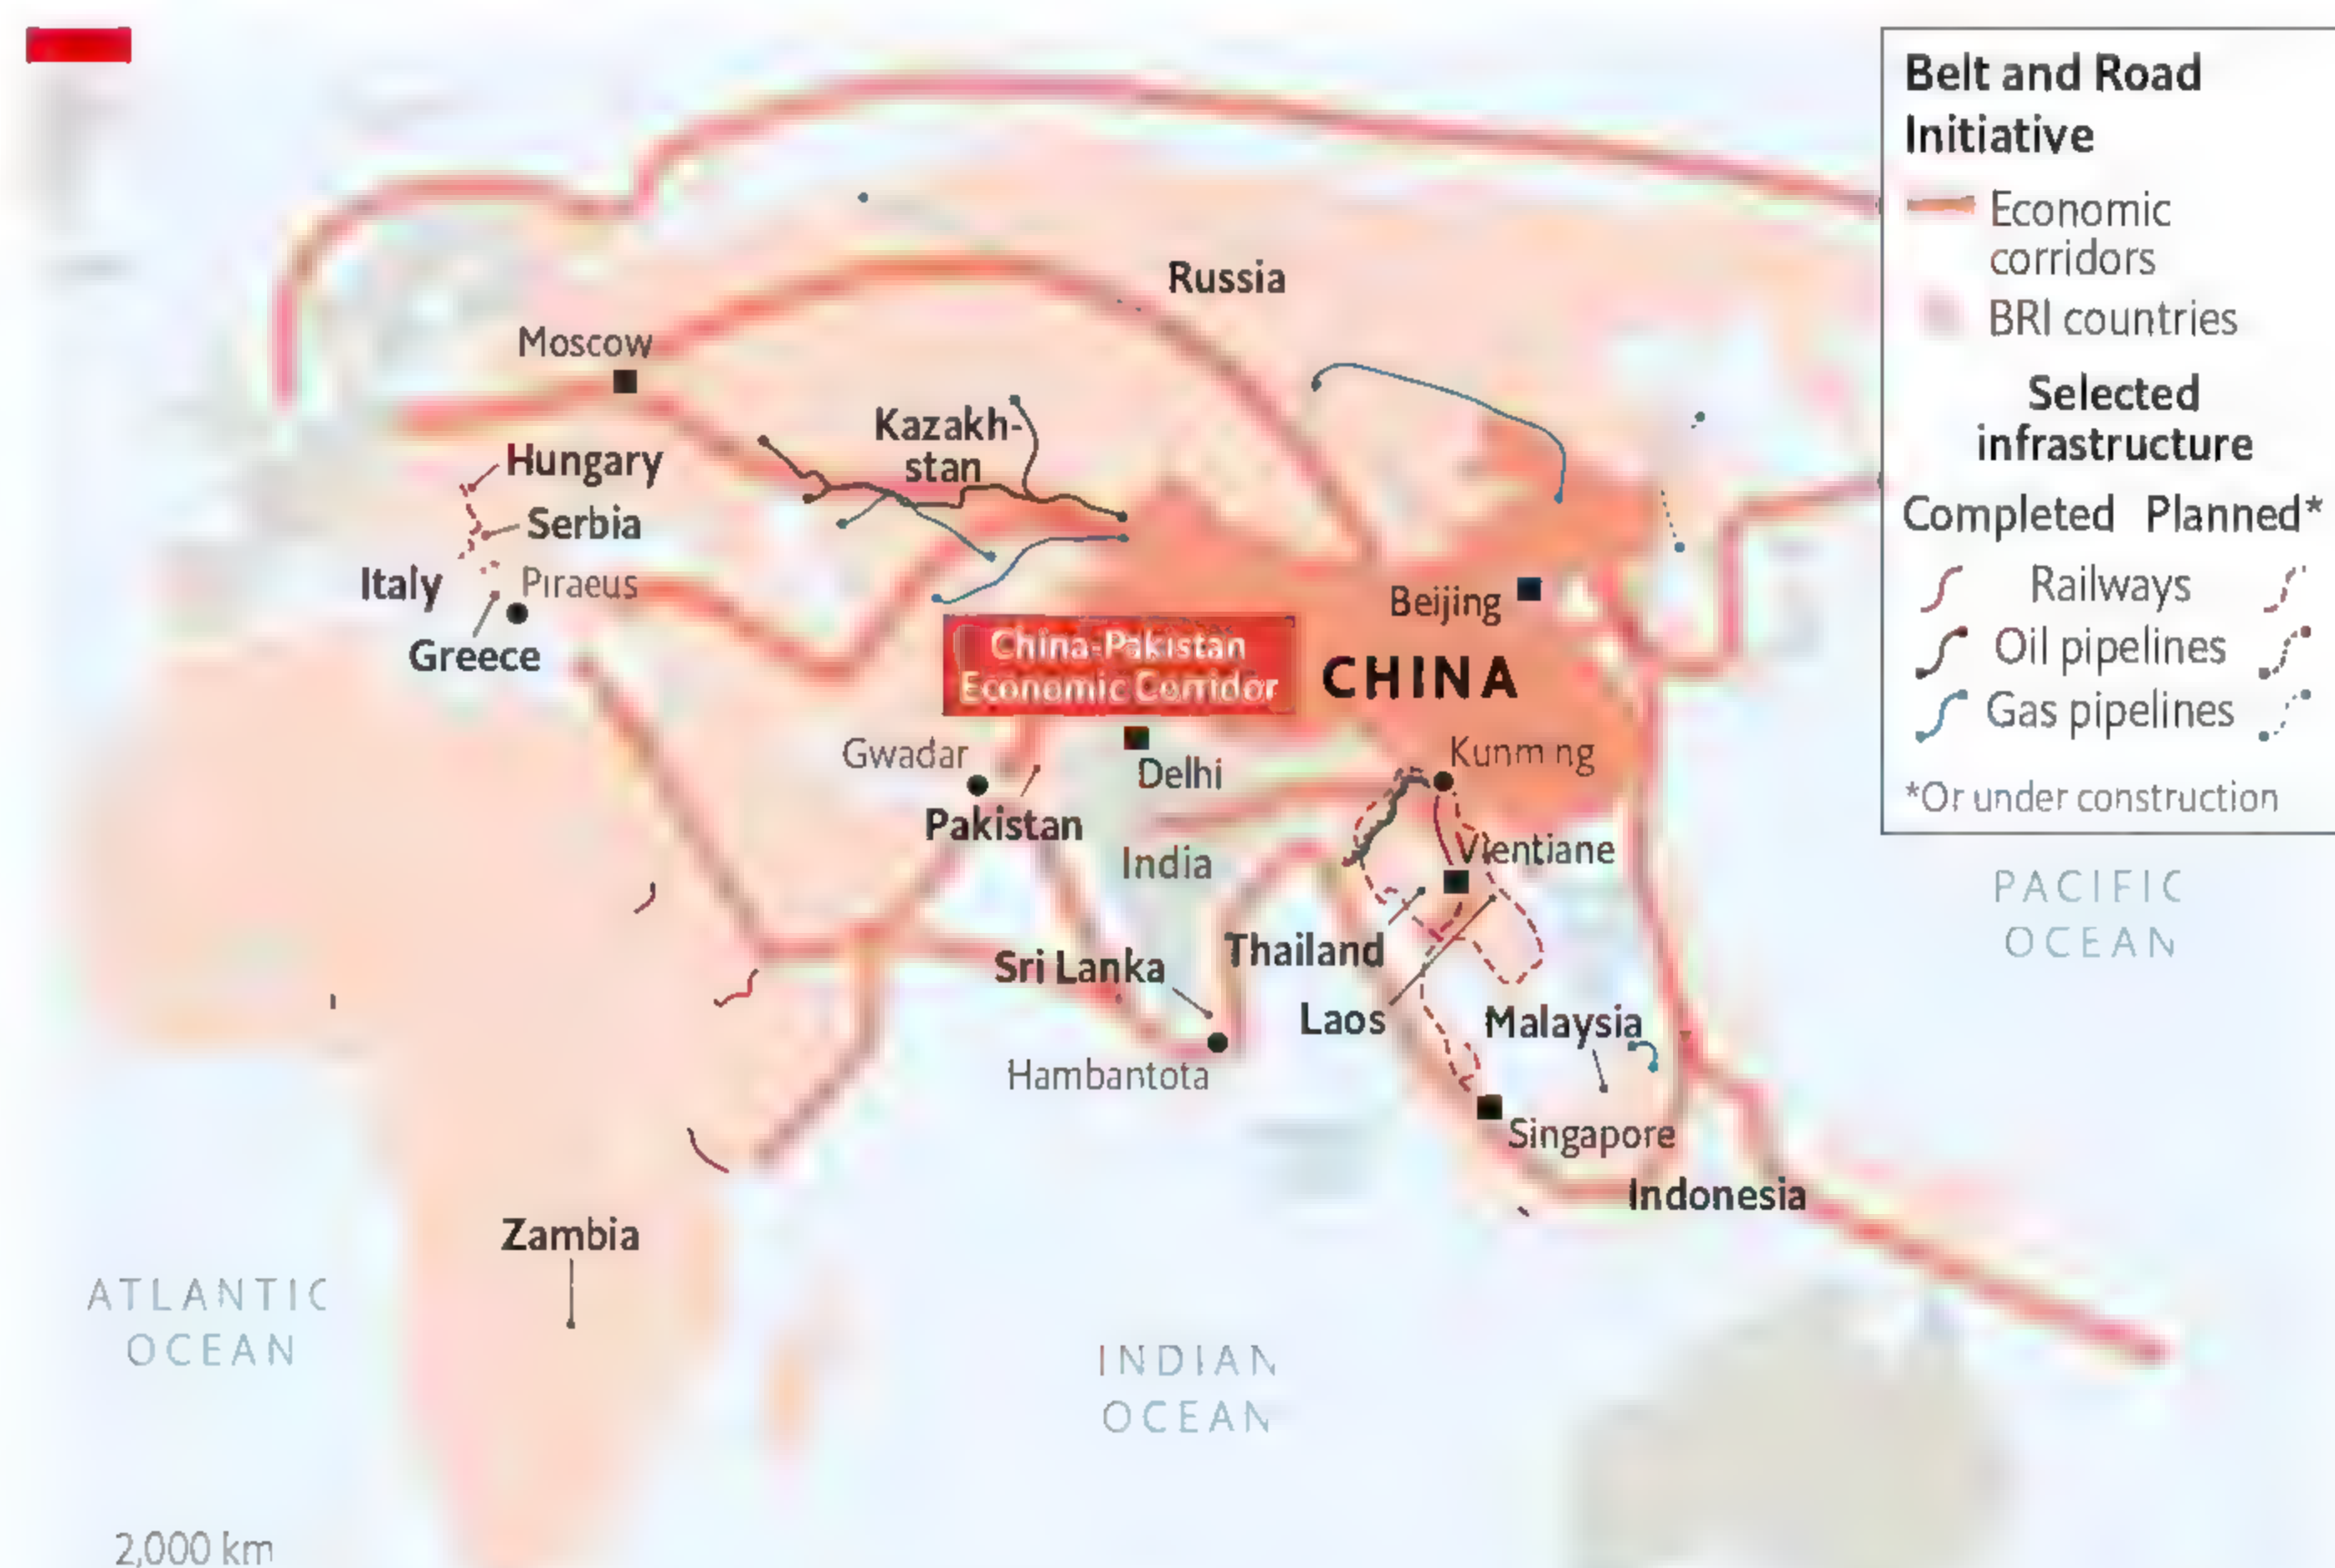 Belt and Road
Initiative
Economic
corridors
BRI countries
Selected
infrastructure
Completed Planned*
Railways
Oil pipelines
Gas pipelines
*Or under construction
Russia
Moscow
Kazakh-
stan
Hungary
Serbia
Italy
Piraeus
Greece
Beijing
China-Pakistan
Economic Corridor
CHINA
Gwadar
Delhi
Kunm ng
Pakistan
India
Vientiane
Thailand
Sri Lanka
Laos
Malaysia
Hambantota
Singapore
Indonesia
Zambia
PACIFIC
OCEAN
ATLANTIC
OCEAN
INDIAN
OCEAN
2,000 km